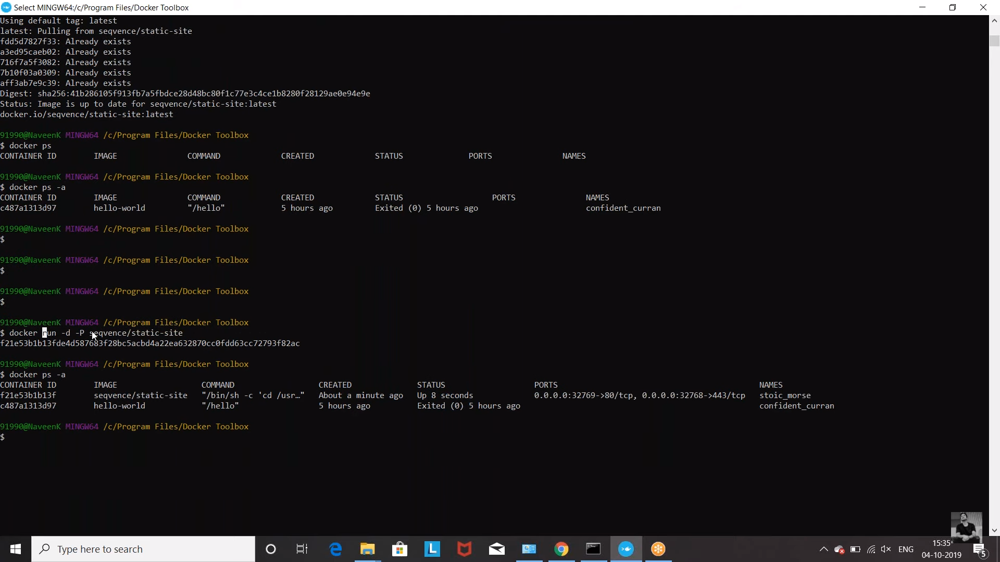 Select MINGW64:/c/Program Files/Docker Toolbox
Using default tag: latest
latest: Pulling from seqvence/static-site
fdd5d7827f33: Already exists
a3ed95caeb02: Already exists
716f7a5f3082: Already exists
7b10f03a0309: Already exists
aff3ab7e9c39: Already exists
Digest: sha256:41b286105f913fb7a5fbdce28d48bc80f1c77e3c4ce1b8280f28129ae0e94e9e
Status: Image is up to date for seqvence/static-site:latest
docker.io/seqvence/static-site:latest
91990@NaveenK MINGW64 /c/Program Files/Docker Toolbox
$ docker ps
CONTAINER ID IMAGE COMMAND CREATED STATUS PORTS NAMES
91990@NaveenK MINGW64 /c/Program Files/Docker Toolbox
$ docker ps -a
CONTAINER ID IMAGE COMMAND CREATED STATUS PORTS NAMES
c487a1313d97 hello-world "/hello" 5 hours ago Exited (0) 5 hours ago confident_curran
91990@NaveenK MINGW64 /c/Program Files/Docker Toolbox
$
91990@NaveenK MINGW64 /c/Program Files/Docker Toolbox
$
91990@NaveenK MINGW64 /c/Program Files/Docker Toolbox
$
91990@NaveenK MINGW64 /c/Program Files/Docker Toolbox
$ docker run -d -P seqvence/static-site
f21e53b1b13fde4d587683f28bc5acbd4a22ea632870cc0fdd63cc72793f82ac
91990@NaveenK MINGW64 /c/Program Files/Docker Toolbox
$ docker ps -a
CONTAINER ID IMAGE COMMAND CREATED STATUS PORTS NAMES
f21e53b1b13f seqvence/static-site "/bin/sh -c 'cd /usr…" About a minute ago Up 8 seconds 0.0.0.0:32769->80/tcp, 0.0.0.0:32768->443/tcp stoic_morse
c487a1313d97 hello-world "/hello" 5 hours ago Exited (0) 5 hours ago confident_curran
91990@NaveenK MINGW64 /c/Program Files/Docker Toolbox
$
Type here to search
L
ENG
15:35
04-10-2019
5